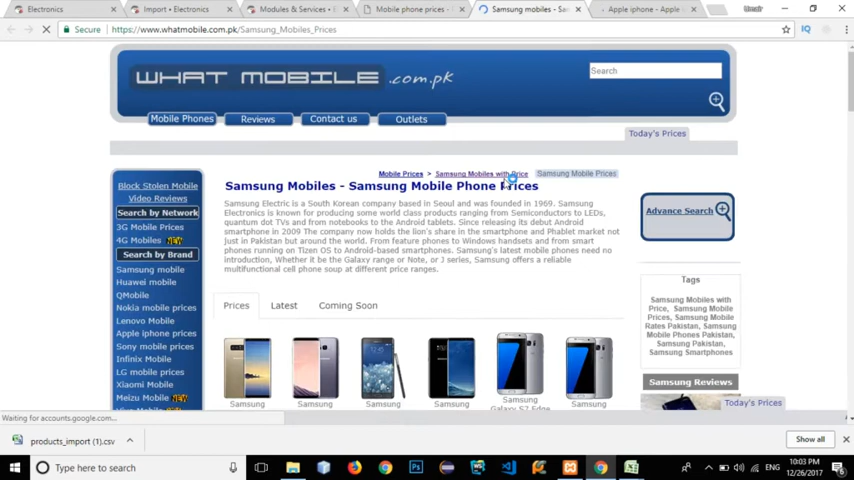 Electronics
Import • Electronics
Modules & Services • E
Mobile phone prices -
Samsung mobiles - Sa
Apple iphone - Apple
Umair
Secure
https://www.whatmobile.com.pk/Samsung_Mobiles_Prices
WHAT MOBILE .com.pk
Search
Mobile Phones
Reviews
Contact us
Outlets
Today's Prices
Mobile Prices > Samsung Mobiles with Price
Samsung Mobile Prices
Samsung Mobiles - Samsung Mobile Phone Prices
Samsung Electric is a South Korean company based in Seoul and was founded in 1969. Samsung
Electronics is known for producing some world class products ranging from Semiconductors to LEDs,
quantum dot TVs and from notebooks to the Android tablets. Since releasing its debut Android
smartphone in 2009 The company now holds the lion's share in the smartphone and Phablet market not
just in Pakistan but around the world. From feature phones to Windows handsets and from smart
phones running on Tizen OS to Android-based smartphones. Samsung's latest mobile phones need no
introduction, Whether it be the Galaxy range or Note, or J series, Samsung offers a reliable
multifunctional cell phone soup at different price ranges.
Prices
Latest
Coming Soon
Samsung
Samsung
Samsung
Samsung
Samsung
Galaxy S7 Edge
Samsung
Block Stolen Mobile
Video Reviews
Search by Network
3G Mobile Prices
4G Mobiles NEW
Search by Brand
Samsung mobile
Huawei mobile
QMobile
Nokia mobile prices
Lenovo Mobile
Apple iphone prices
Sony mobile prices
Infinix Mobile
LG mobile prices
Xiaomi Mobile
Meizu Mobile NEW
Advance Search
Tags
Samsung Mobiles with
Price, Samsung Mobile
Prices, Samsung Mobile
Rates Pakistan, Samsung
Mobile Phones Pakistan,
Samsung Pakistan,
Samsung Smartphones
Samsung Reviews
Today's Prices
Waiting for accounts.google.com...
products_import (1).csv
Show all
Type here to search
ENG
10:03 PM
12/26/2017